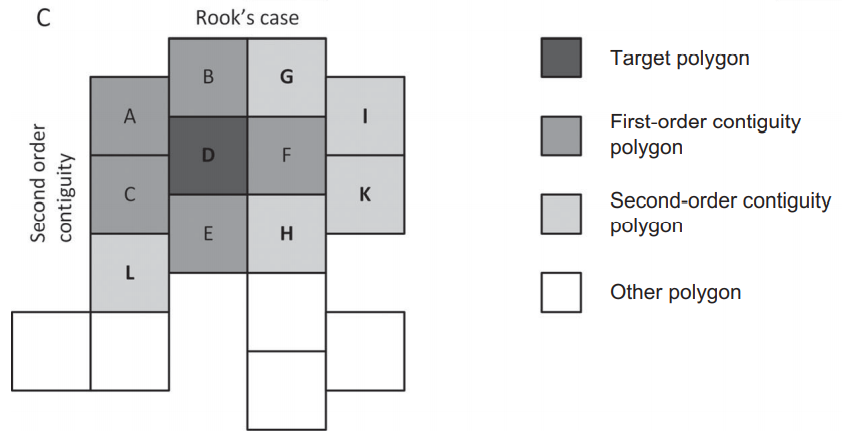 C
Rook's case
Second order
contiguity
B
G
A
I
D
F
C
K
E
H
L
Target polygon
First-order contiguity
polygon
Second-order contiguity
polygon
Other polygon